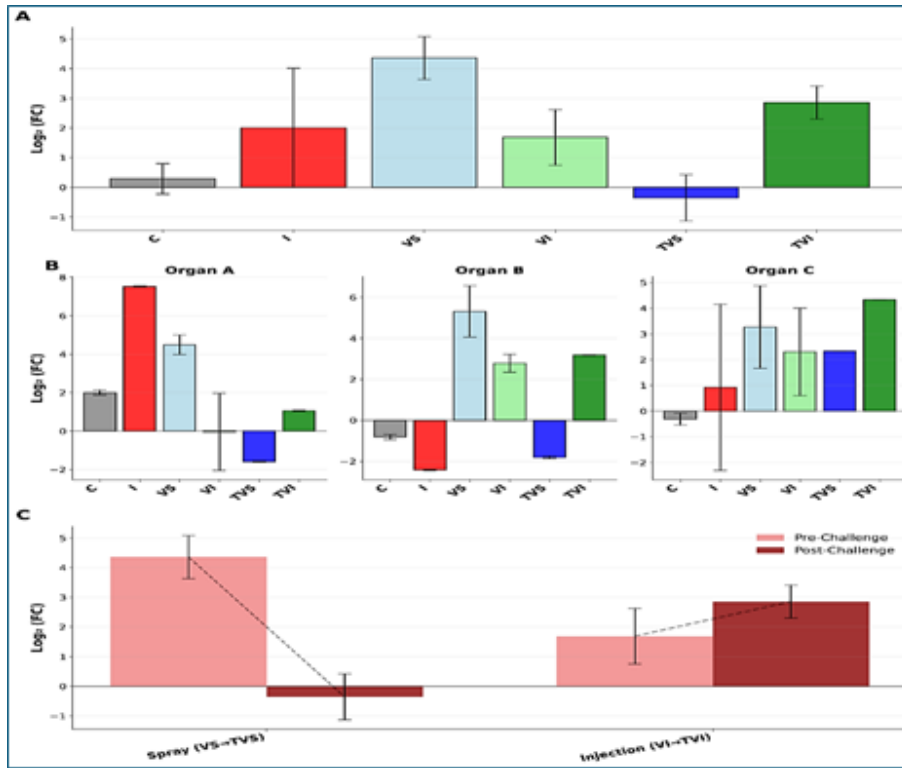 A
Log₂ (FC)
5
4
3
2
1
0
−1
C
I
VS
VI
TVS
TVI
B
Organ A
Organ B
Organ C
Log₂ (FC)
8
6
4
2
0
−2
C
I
VS
VI
TVS
TVI
6
4
2
0
−2
C
I
VS
VI
TVS
TVI
5
4
3
2
1
0
−1
−2
C
I
VS
VI
TVS
TVI
C
Pre-Challenge
Post-Challenge
Log₂ (FC)
5
4
3
2
1
0
−1
Spray (VS→TVS)
Injection (VI→TVI)